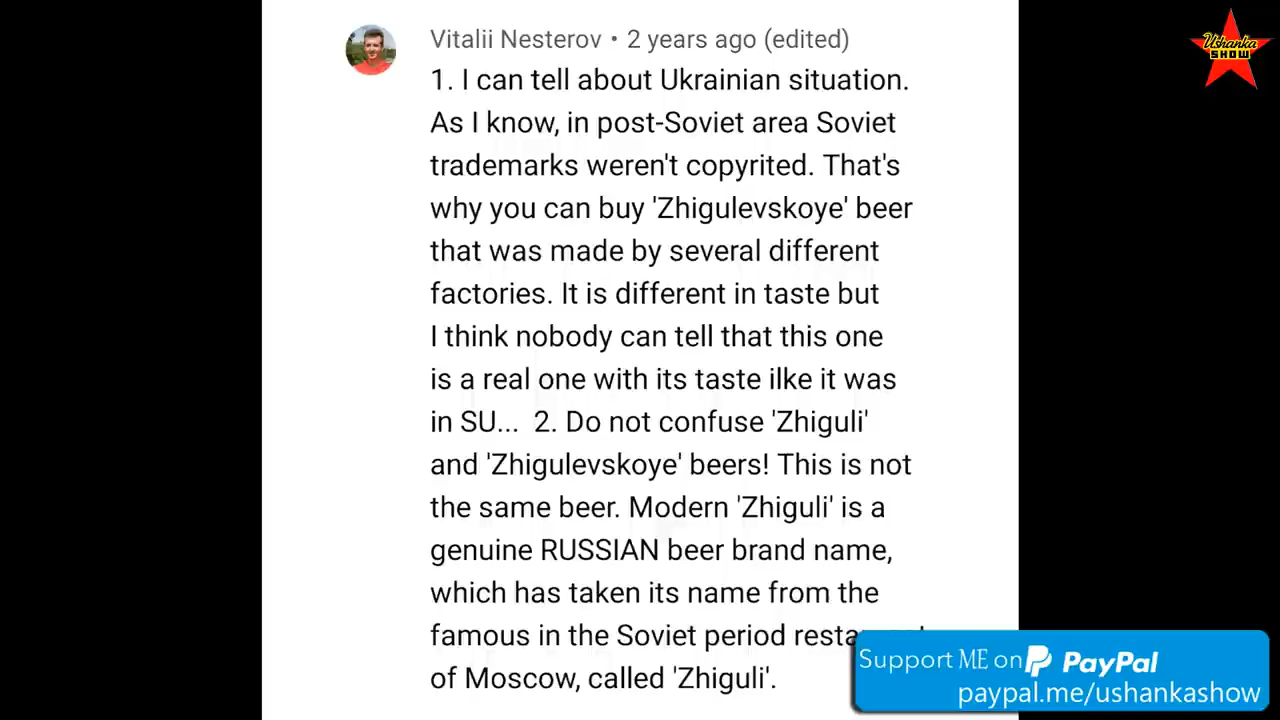 Vitalii Nesterov • 2 years ago (edited)
1. I can tell about Ukrainian situation.
As I know, in post-Soviet area Soviet
trademarks weren't copyrited. That's
why you can buy 'Zhigulevskoye' beer
that was made by several different
factories. It is different in taste but
I think nobody can tell that this one
is a real one with its taste ilke it was
in SU... 2. Do not confuse 'Zhiguli'
and 'Zhigulevskoye' beers! This is not
the same beer. Modern 'Zhiguli' is a
genuine RUSSIAN beer brand name,
which has taken its name from the
famous in the Soviet period
of Moscow, called 'Zhiguli'.
Ushanka
SHOW
Support ME on PayPal
paypal.me/ushankashow